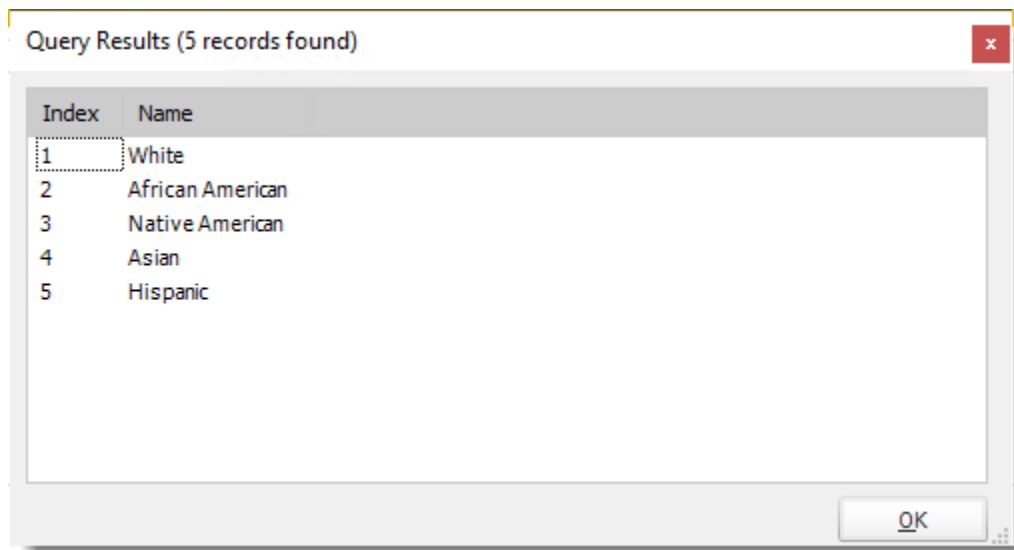 Query Results (5 records found)
x
Index Name
1 White
2 African American
3 Native American
4 Asian
5 Hispanic
OK